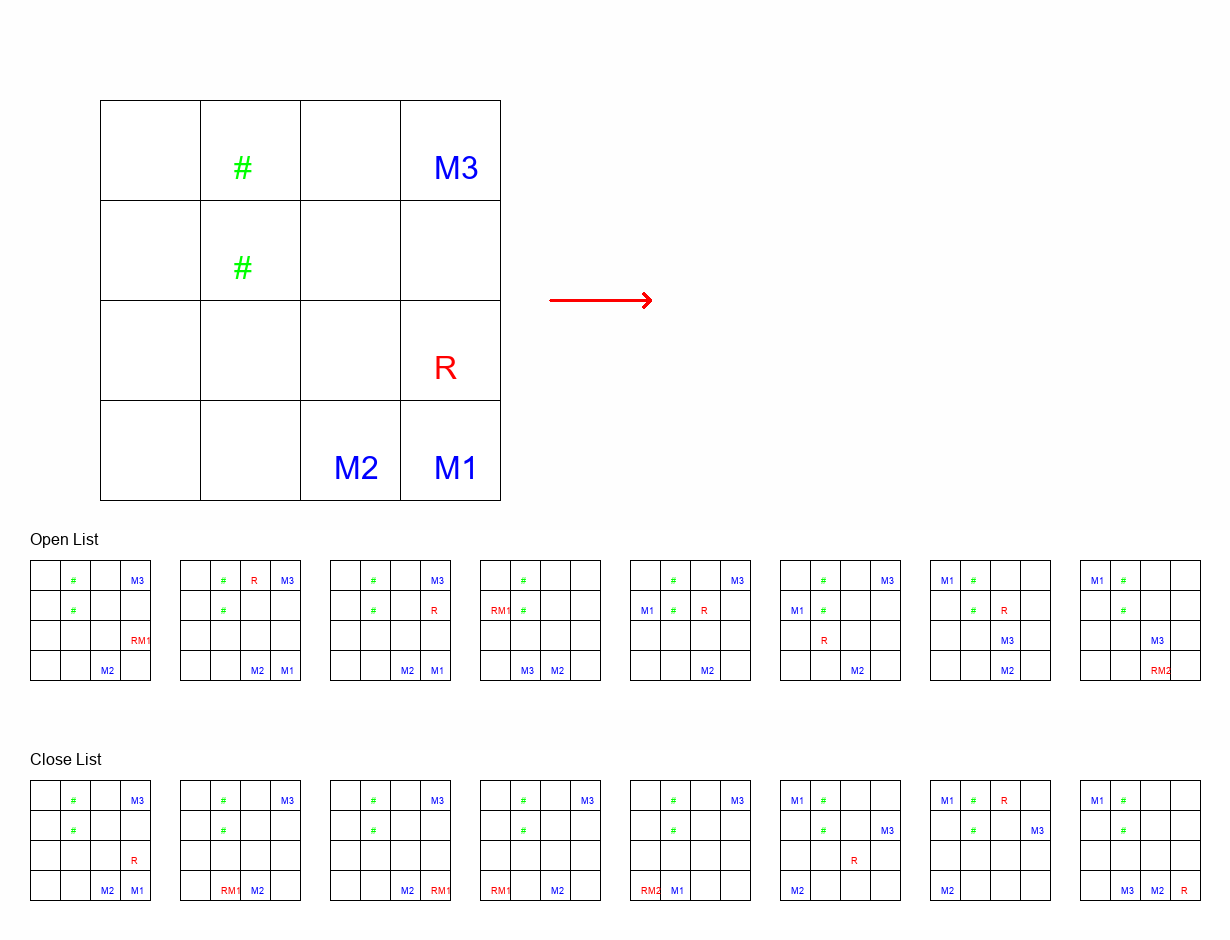 # M3
#
R
M2 M1
Open List
# M3 # R M3 # M3 # # M3 # M3 M1 # M1 #
# # # R RM1 # M1 # R M1 # # R #
RM1 R M3 M3
M2 M2 M1 M2 M1 M3 M2 M2 M2 M2 RM2
Close List
# M3 # M3 # M3 # M3 # M3 M1 # M1 # R M1 #
# # # # # # M3 # M3 #
R R
M2 M1 RM1 M2 M2 RM1 RM1 M2 RM2 M1 M2 M2 M3 M2 R